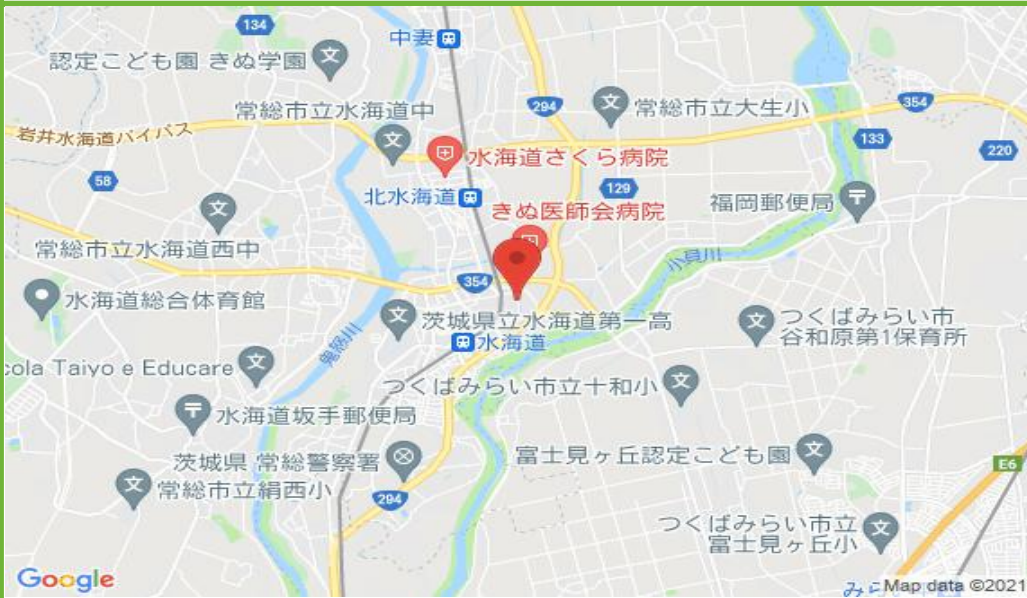 134
中妻
認定こども園 きぬ学園
常総市立水海道中
294
常総市立大生小
354
岩井水海道バイパス
133
220
水海道さくら病院
58
北水海道
129
きぬ医師会病院
福岡郵便局
常総市立水海道西中
小貝川
354
水海道総合体育館
茨城県立水海道第一高
つくばみらい市
谷和原第1保育所
水海道
鬼怒川
cola Taiyo e Educare
つくばみらい市立十和小
水海道坂手郵便局
茨城県 常総警察署
富士見ヶ丘認定こども園
E6
常総市立絹西小
294
つくばみらい市立
富士見ヶ丘小
Google
みら
Map data ©2021